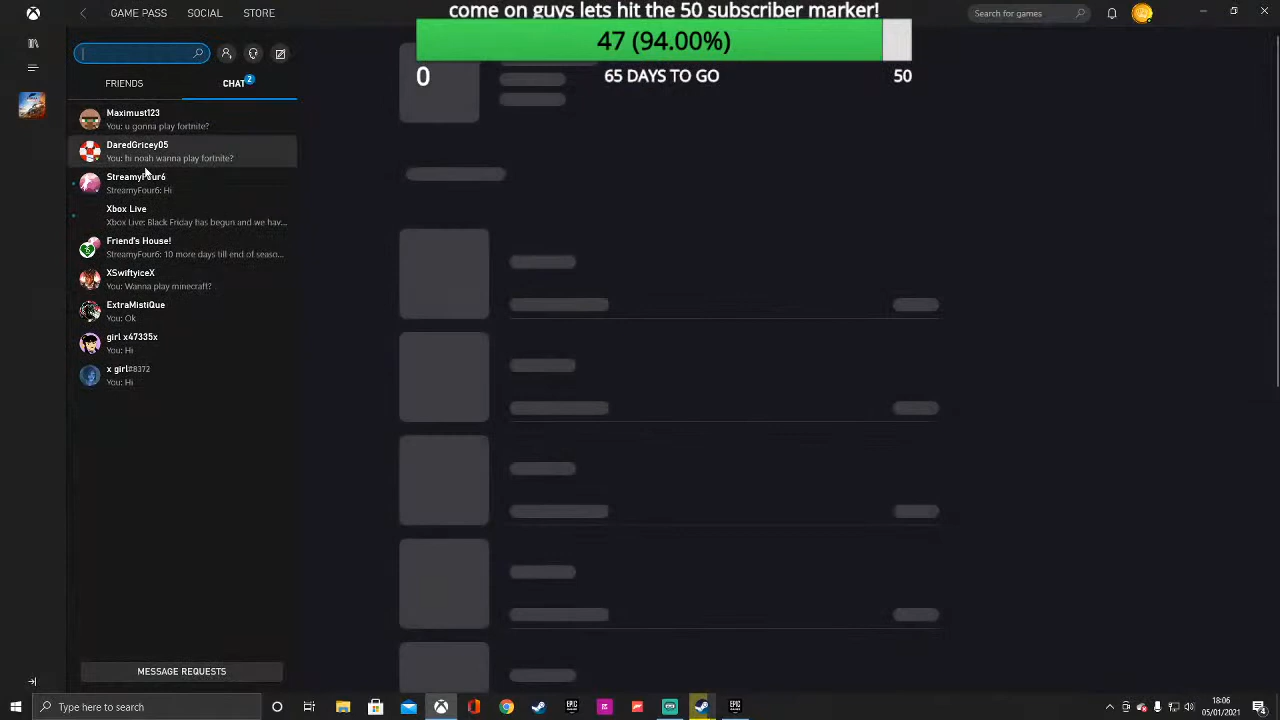 GAME PASS SOCIAL STORE
come on guys lets hit the 50 subscriber marker!
Search for games
47 (94.00%)
0 65 DAYS TO GO 50
FRIENDS CHAT 2
Maximust123
You: u gonna play fortnite?
DaredGricey05
You: hi noah wanna play fortnite?
StreamyFour6
StreamyFour6: Hi
Xbox Live
Xbox Live: Black Friday has begun and we hav...
Friend's House!
StreamyFour6: 10 more days till end of seaso...
XSwiftyiceX
You: Wanna play minecraft?
ExtraMistiQue
You: Ok
girl x47335x
You: Hi
x girl#8372
You: Hi
MESSAGE REQUESTS
Type here to search
EPIC
EPIC
18:06
05/01/2021